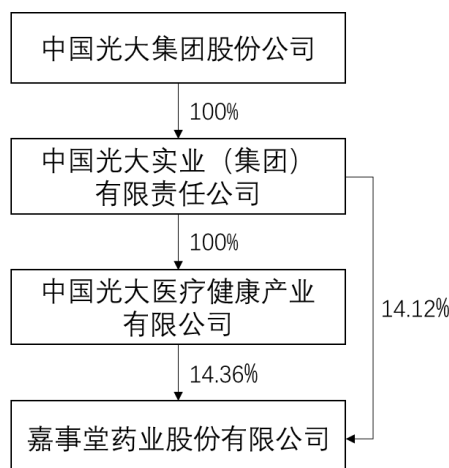 中国光大集团股份公司
100%
中国光大实业（集团）
有限责任公司
100%
中国光大医疗健康产业
有限公司
14.12%
14.36%
嘉事堂药业股份有限公司